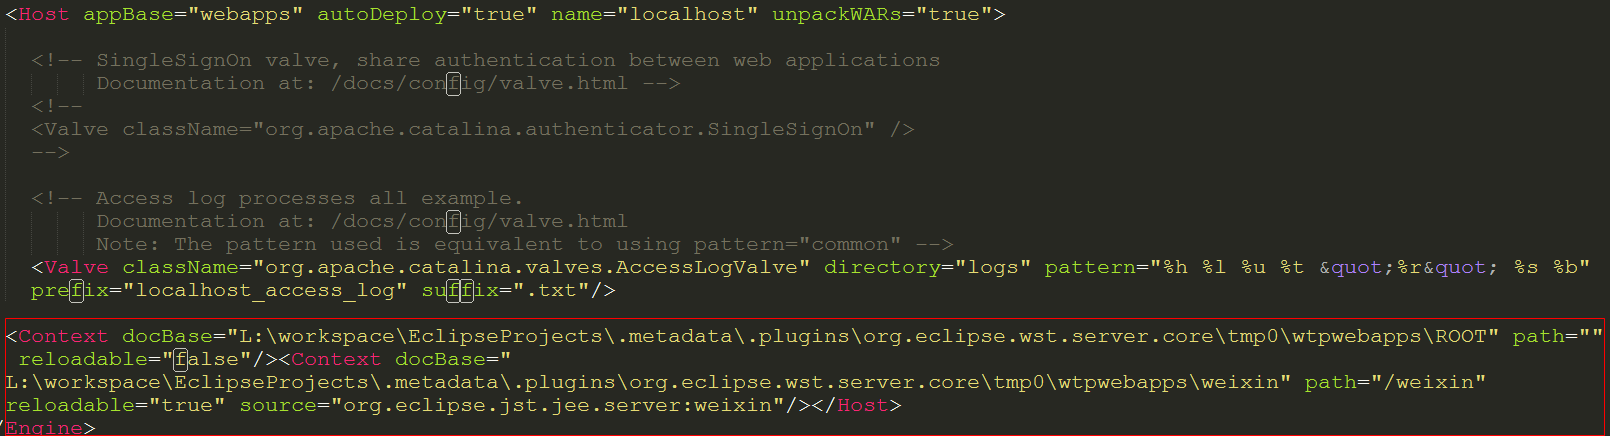 <Host appBase="webapps" autoDeploy="true" name="localhost" unpackWARs="true">
<!-- SingleSignOn valve, share authentication between web applications
Documentation at: /docs/config/valve.html -->
<!--
<Valve className="org.apache.catalina.authenticator.SingleSignOn" />
-->
<!-- Access log processes all example.
Documentation at: /docs/config/valve.html
Note: The pattern used is equivalent to using pattern="common" -->
<Valve className="org.apache.catalina.valves.AccessLogValve" directory="logs" pattern="%h %l %u %t &quot;%r&quot; %s %b"
prefix="localhost_access_log" suffix=".txt"/>
<Context docBase="L:\workspace\EclipseProjects\.metadata\.plugins\org.eclipse.wst.server.core\tmp0\wtpwebapps\ROOT" path=""
reloadable="false"/><Context docBase="
L:\workspace\EclipseProjects\.metadata\.plugins\org.eclipse.wst.server.core\tmp0\wtpwebapps\weixin" path="/weixin"
reloadable="true" source="org.eclipse.jst.jee.server:weixin"/></Host>
/Engine>